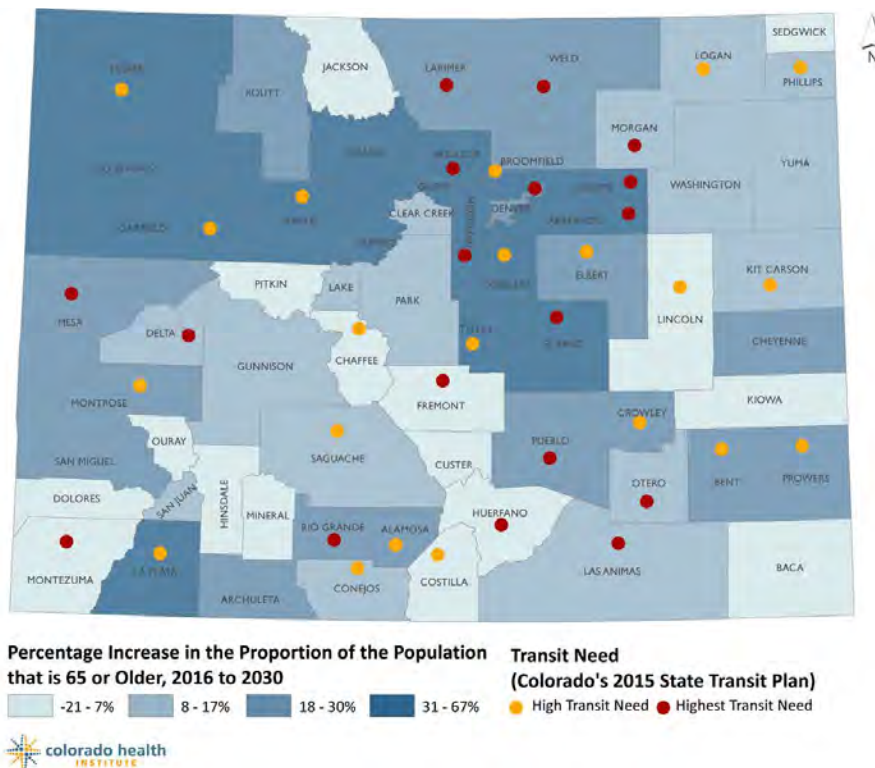 SEDGWICK
JACKSON
LOGAN
N
LARIMER
WELD
PHILLIPS
ROUTT
MORGAN
YUMA
BROOMFIELD
WASHINGTON
DENVER
CLEAR CREEK
GARFIELD
PITKIN
LAKE
ELBERT
KIT CARSON
PARK
LINCOLN
MESA
DELTA
CHEYENNE
CHAFFEE
GUNNISON
KIOWA
MONTROSE
FREMONT
CROWLEY
OURAY
PUEBLO
SAN MIGUEL
SAGUACHE
CUSTER
BENT
PROWERS
OTERO
DOLORES
SAN JUAN
HINSDALE
MINERAL
HUERFANO
RIO GRANDE
ALAMOSA
MONTEZUMA
LA PLATA
CONEJOS
COSTILLA
LAS ANIMAS
BACA
ARCHULETA
Percentage Increase in the Proportion of the Population
that is 65 or Older, 2016 to 2030
-21 - 7%
8 - 17%
18 - 30%
31 - 67%
Transit Need
(Colorado's 2015 State Transit Plan)
High Transit Need
Highest Transit Need
colorado health
INSTITUTE